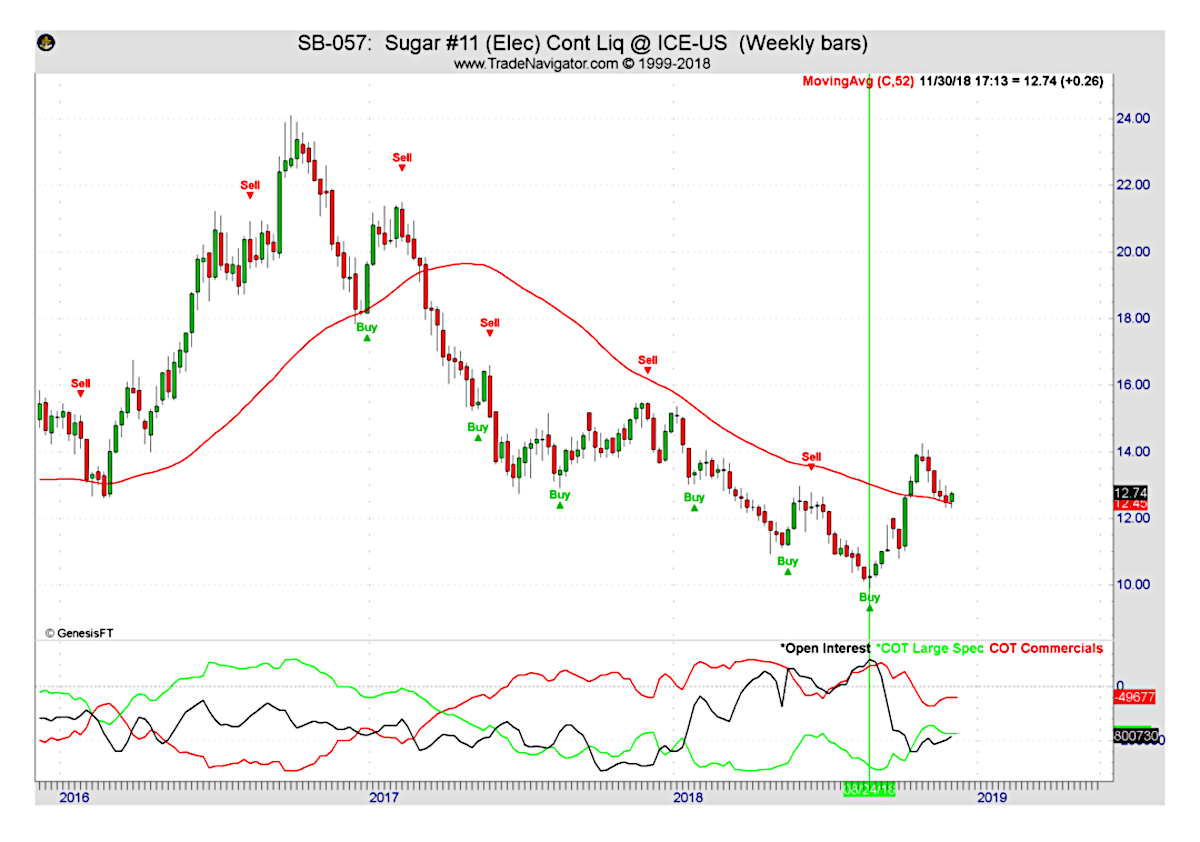 SB-057: Sugar #11 (Elec) Cont Liq @ ICE-US (Weekly bars)
www.TradeNavigator.com © 1999-2018
MovingAvg (C,52) 11/30/18 17:13 = 12.74 (+0.26)
24.00
Sell
Sell
22.00
20.00
18.00
Sell
Buy
Sell
Sell
16.00
Buy
14.00
Sell
12.74
12.45
Buy
Buy
12.00
Buy
10.00
Buy
© GenesisFT
*Open Interest *COT Large Spec COT Commercials
0
-49677
800730
2016
2017
2018
08/24/18
2019